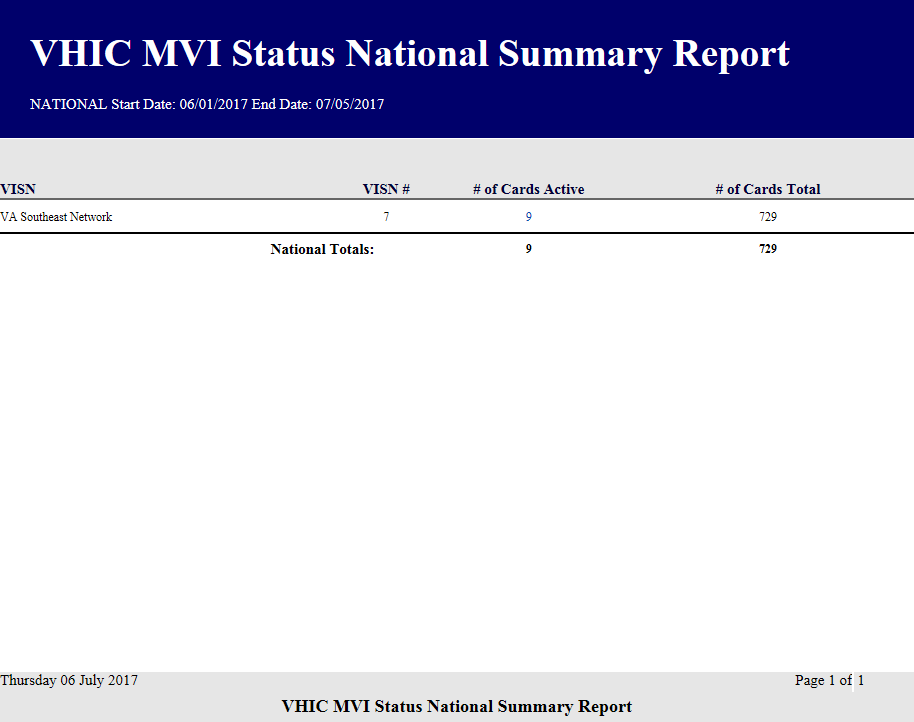 VHIC MVI Status National Summary Report
NATIONAL Start Date: 06/01/2017 End Date: 07/05/2017
VISN VISN # # of Cards Active # of Cards Total
VA Southeast Network 7 9 729
National Totals: 9 729
Thursday 06 July 2017 Page 1 of 1
VHIC MVI Status National Summary Report